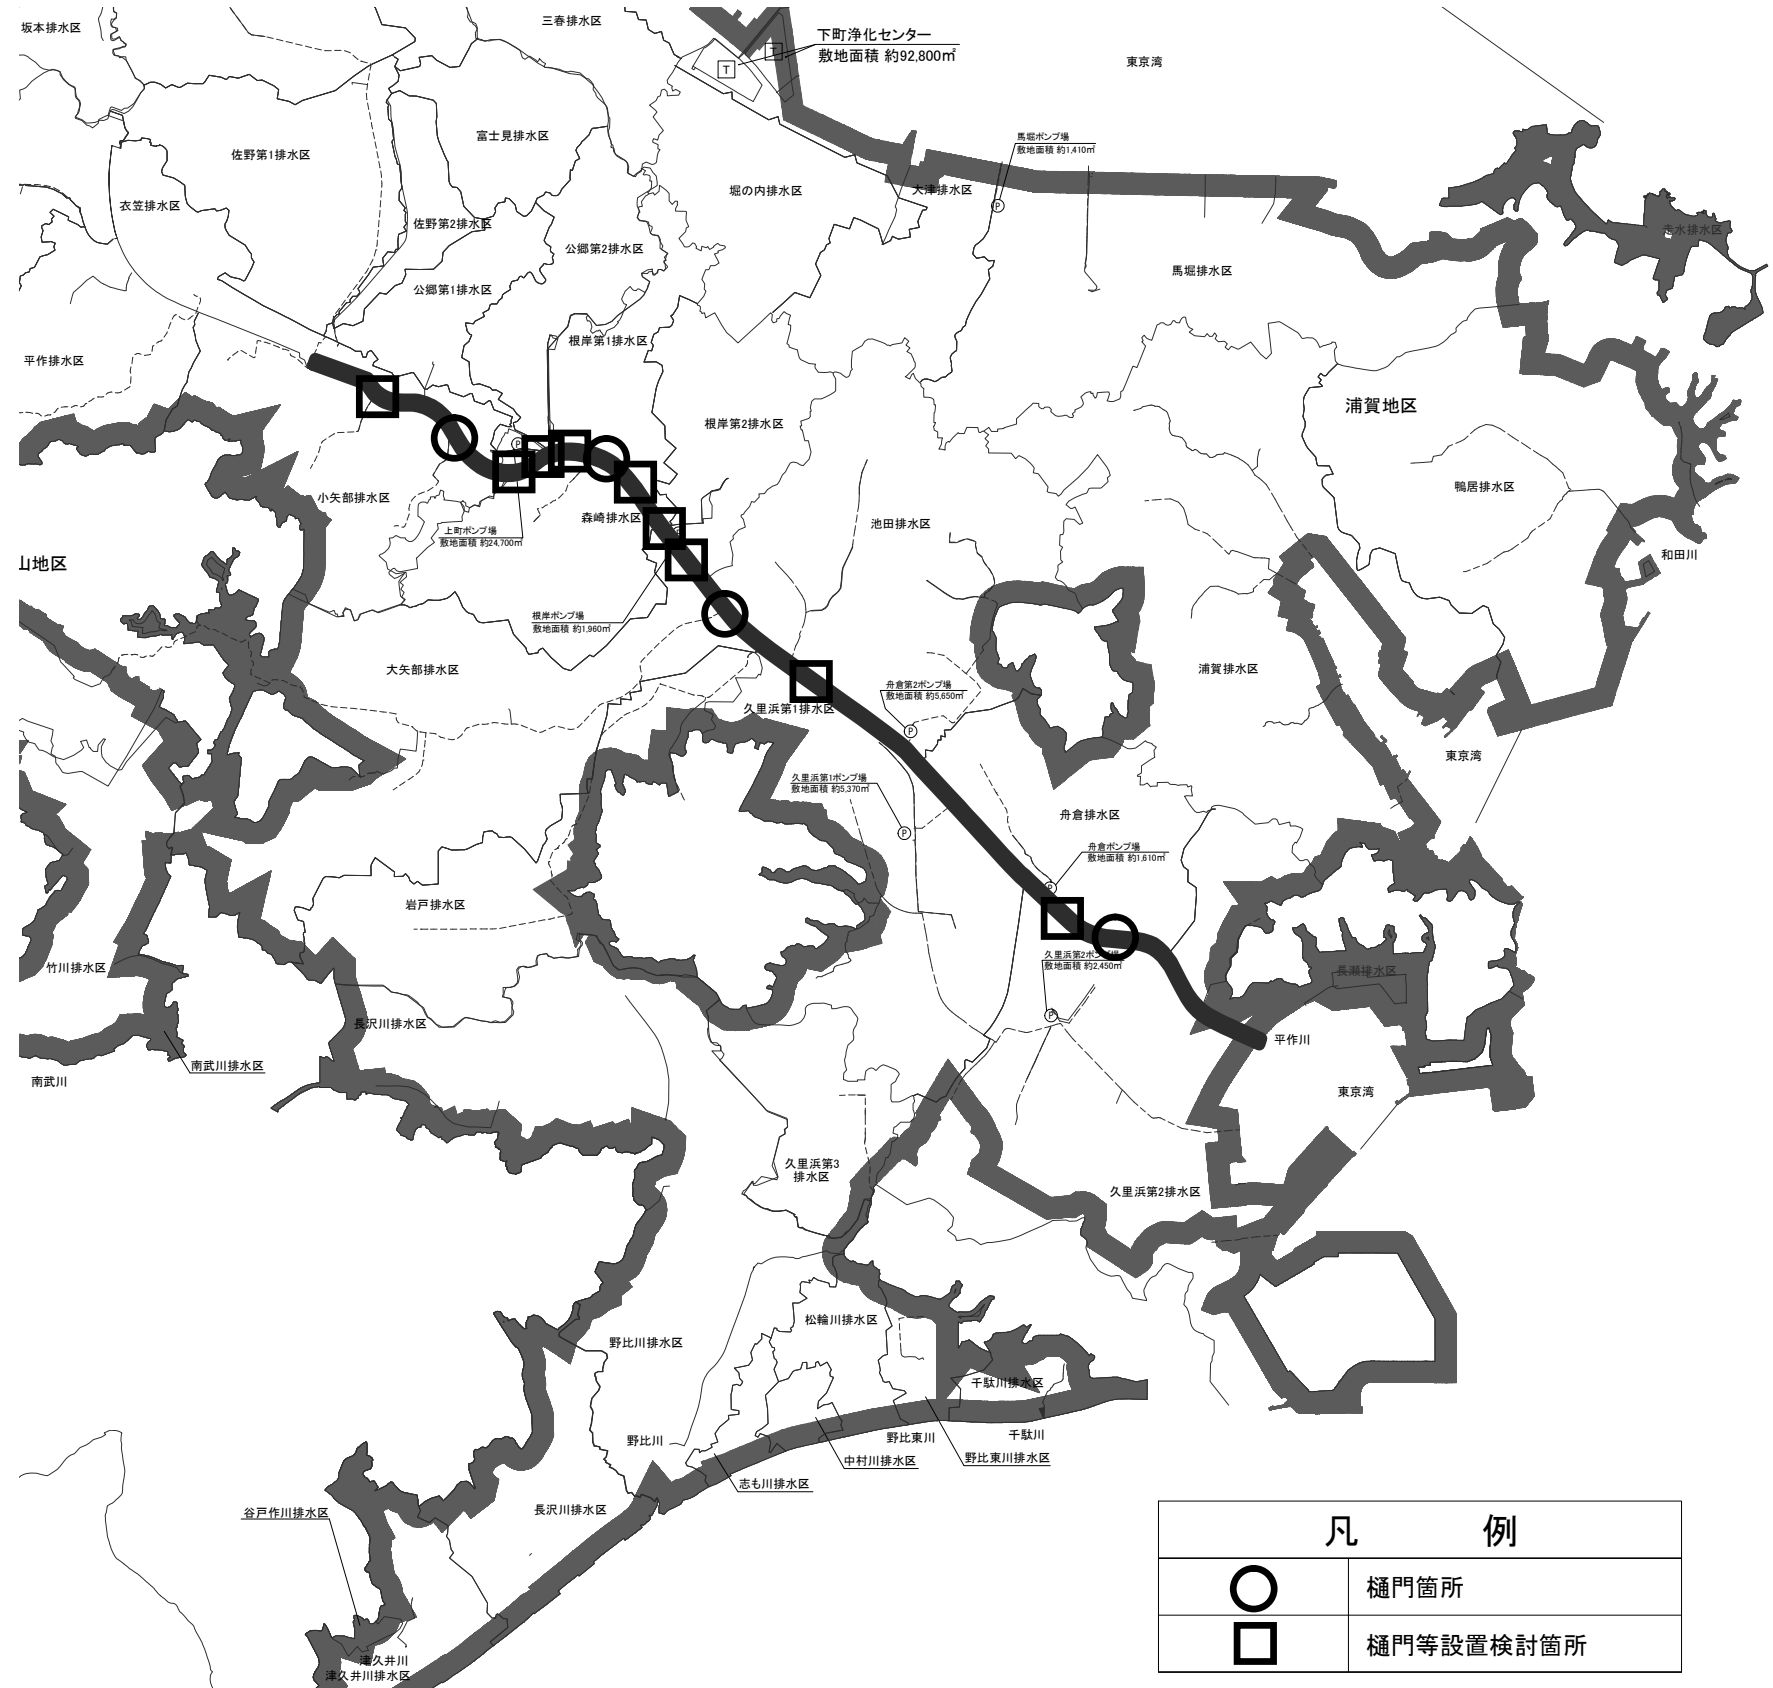 坂本排水区
三春排水区
下町浄化センター
敷地面積 約92,800㎡
T
T
東京湾
馬堀ポンプ場
敷地面積 約1,410㎡
富士見排水区
佐野第1排水区
堀の内排水区
大津排水区
P
衣笠排水区
佐野第2排水区
走水排水区
公郷第2排水区
馬堀排水区
公郷第1排水区
根岸第1排水区
平作排水区
浦賀地区
根岸第2排水区
P
鴨居排水区
小矢部排水区
森崎排水区
池田排水区
上町ポンプ場
敷地面積 約24,700㎡
和田川
山地区
根岸ポンプ場
敷地面積 約1,960㎡
大矢部排水区
浦賀排水区
舟倉第2ポンプ場
敷地面積 約5,650㎡
久里浜第1排水区
P
東京湾
久里浜第1ポンプ場
敷地面積 約5,370㎡
舟倉排水区
P
舟倉ポンプ場
敷地面積 約1,610㎡
P
岩戸排水区
久里浜第2ポンプ場
敷地面積 約2,450㎡
竹川排水区
長瀬排水区
P
長沢川排水区
平作川
南武川排水区
南武川
東京湾
久里浜第3
排水区
久里浜第2排水区
松輪川排水区
野比川排水区
千駄川排水区
野比川
野比東川
千駄川
中村川排水区
野比東川排水区
志も川排水区
長沢川排水区
谷戸作川排水区
津久井川
津久井川排水区
凡 例
樋門箇所
樋門等設置検討箇所